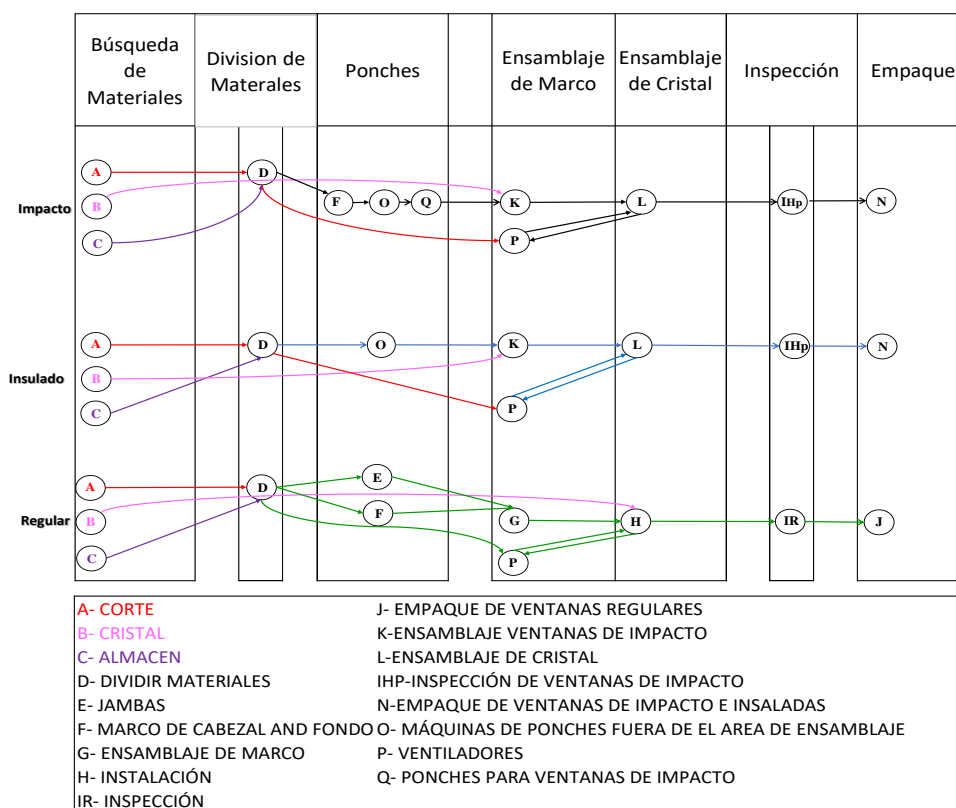 Búsqueda
de
Materiales
Division de
Materales
Ponches
Ensamblaje
de Marco
Ensamblaje
de Cristal
Inspección
Empaque
Impacto
A
B
C
D
F
O
Q
K
P
L
IHp
N
Insulado
A
B
C
D
O
K
P
L
IHp
N
Regular
A
B
C
D
E
F
G
P
H
IR
J
A- CORTE
B- CRISTAL
C- ALMACEN
D- DIVIDIR MATERIALES
E- JAMBAS
F- MARCO DE CABEZAL AND FONDO
G- ENSAMBLAJE DE MARCO
H- INSTALACIÓN
IR- INSPECCIÓN
J- EMPAQUE DE VENTANAS REGULARES
K-ENSAMBLAJE VENTANAS DE IMPACTO
L-ENSAMBLAJE DE CRISTAL
IHP-INSPECCIÓN DE VENTANAS DE IMPACTO
N-EMPAQUE DE VENTANAS DE IMPACTO E INSALADAS
O- MÁQUINAS DE PONCHES FUERA DE EL AREA DE ENSAMBLAJE
P- VENTILADORES
Q- PONCHES PARA VENTANAS DE IMPACTO